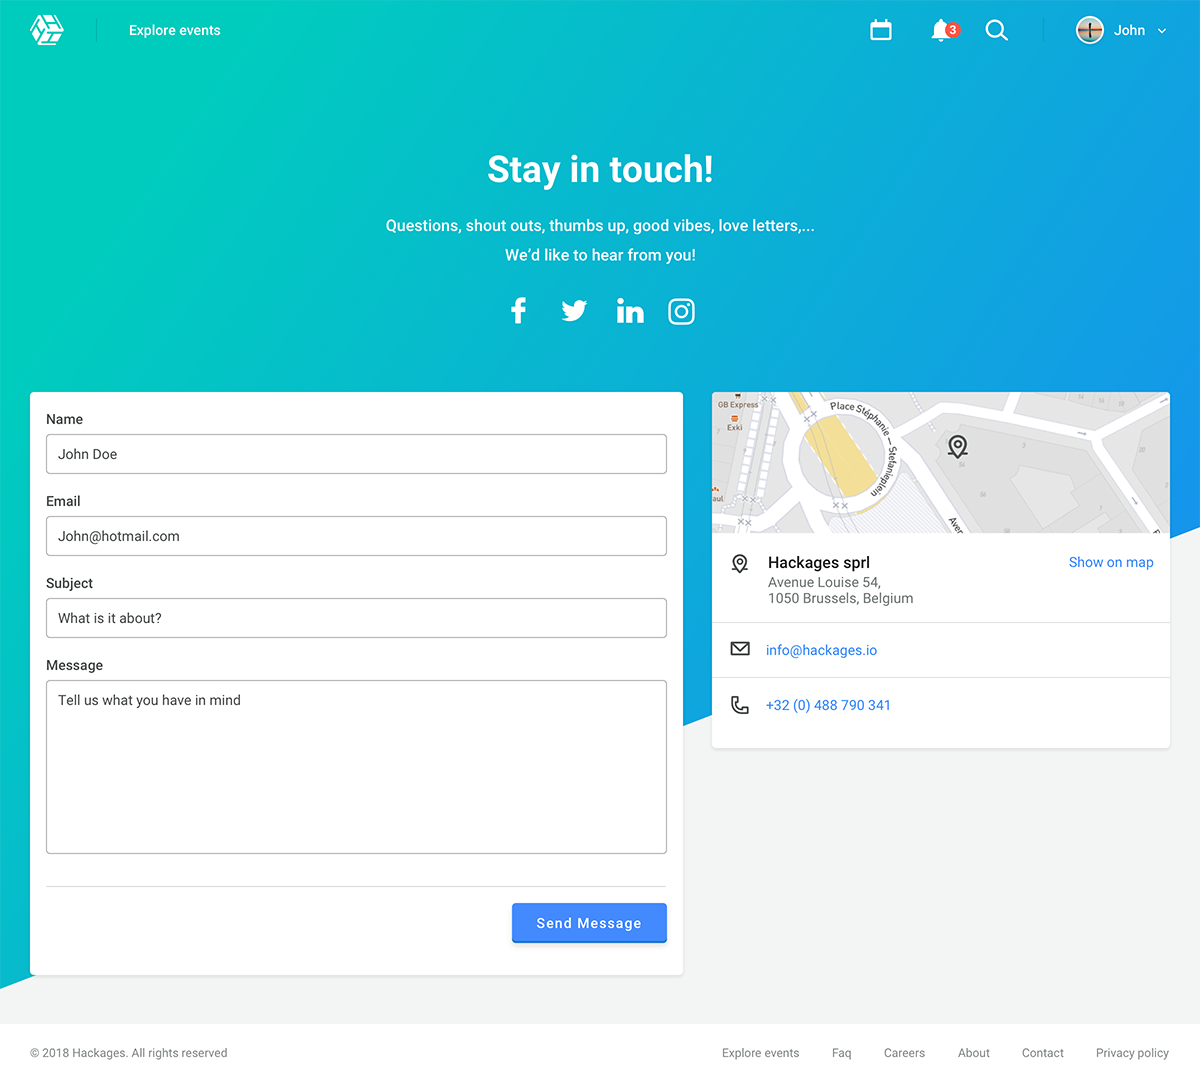 Explore events
3
John
Stay in touch!
Questions, shout outs, thumbs up, good vibes, love letters,...
We’d like to hear from you!
Name
John Doe
Email
John@hotmail.com
Subject
What is it about?
Message
Tell us what you have in mind
Send Message
GB Express
Exki
Place Stéphanie — Stefanieplein
54
Hackages sprl
Show on map
Avenue Louise 54,
1050 Brussels, Belgium
info@hackages.io
+32 (0) 488 790 341
© 2018 Hackages. All rights reserved
Explore events
Faq
Careers
About
Contact
Privacy policy